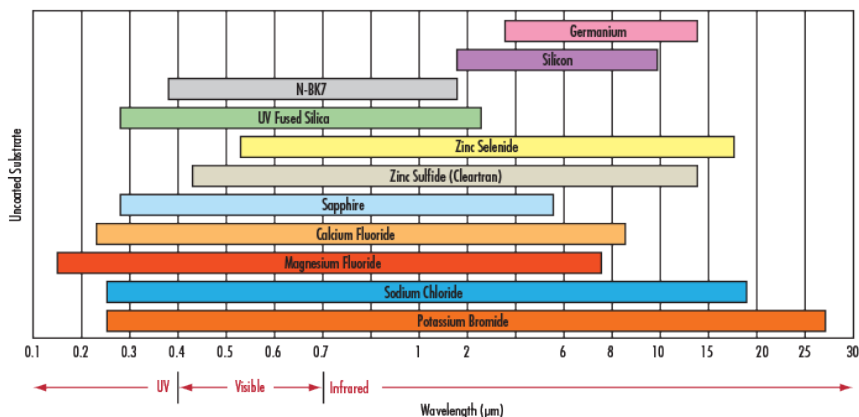 Germanium
Silicon
N-BK7
UV Fused Silica
Zinc Selenide
Zinc Sulfide (Cleartran)
Sapphire
Calcium Fluoride
Magnesium Fluoride
Sodium Chloride
Potassium Bromide
Uncoated Substrate
0.1 0.2 0.3 0.4 0.5 0.6 0.7 1 2 6 10 15 20 25 30
UV Visible Infrared
Wavelength (µm)